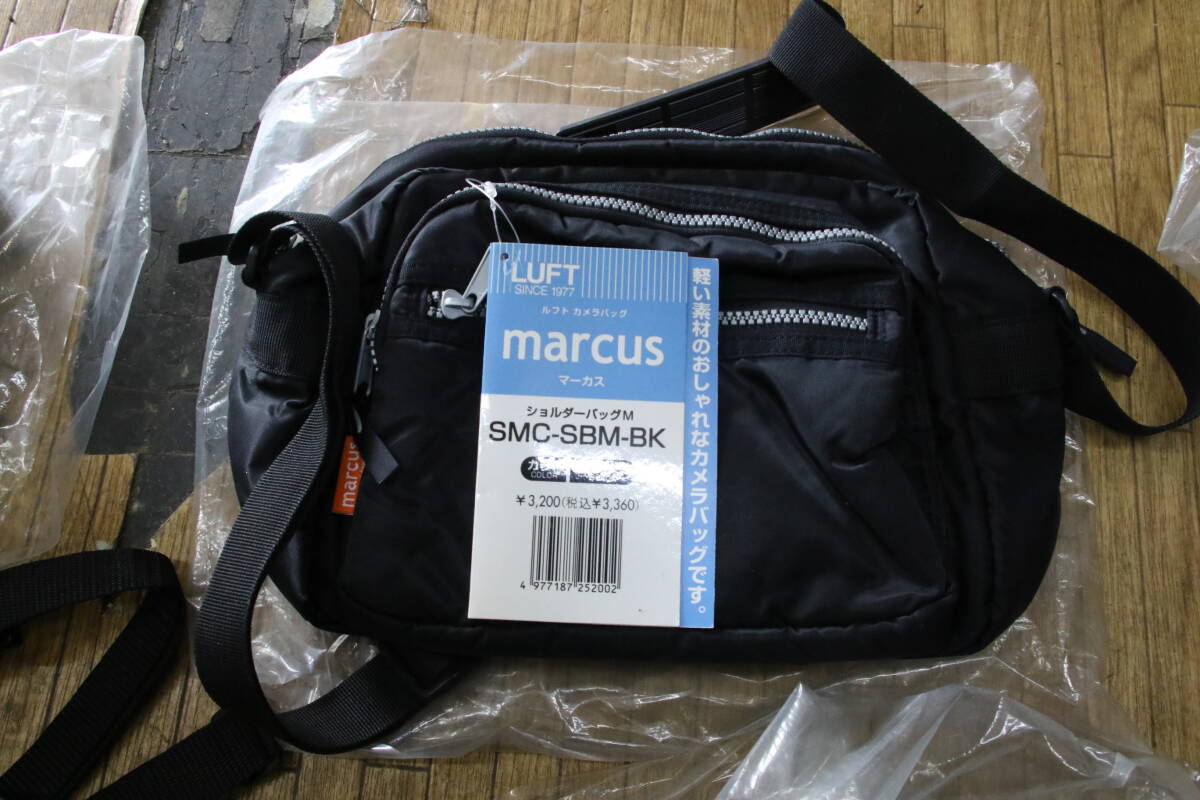 LUFT
SINCE 1977
ルフト カメラバッグ
marcus
マーカス
ショルダーバッグM
SMC-SBM-BK
COLOR
¥3,200(税込¥3,360)
4 977187 252002
軽い素材のおしゃれなカメラバッグです。
marcus